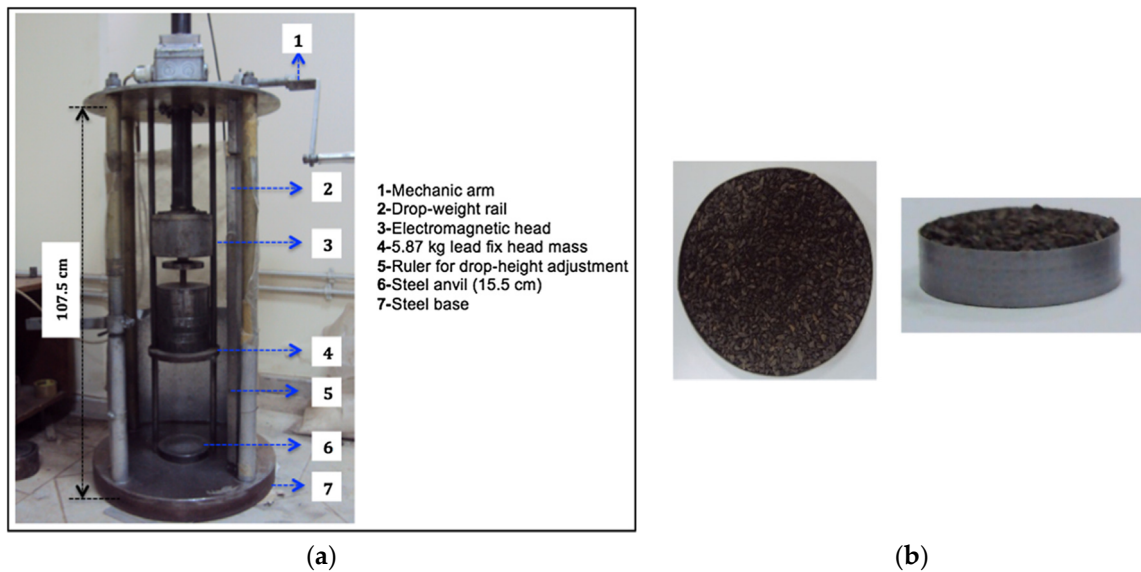 1
2
3
107.5 cm
4
5
6
7
1-Mechanic arm
2-Drop-weight rail
3-Electromagnetic head
4-5.87 kg lead fix head mass
5-Ruler for drop-height adjustment
6-Steel anvil (15.5 cm)
7-Steel base
(a)
(b)